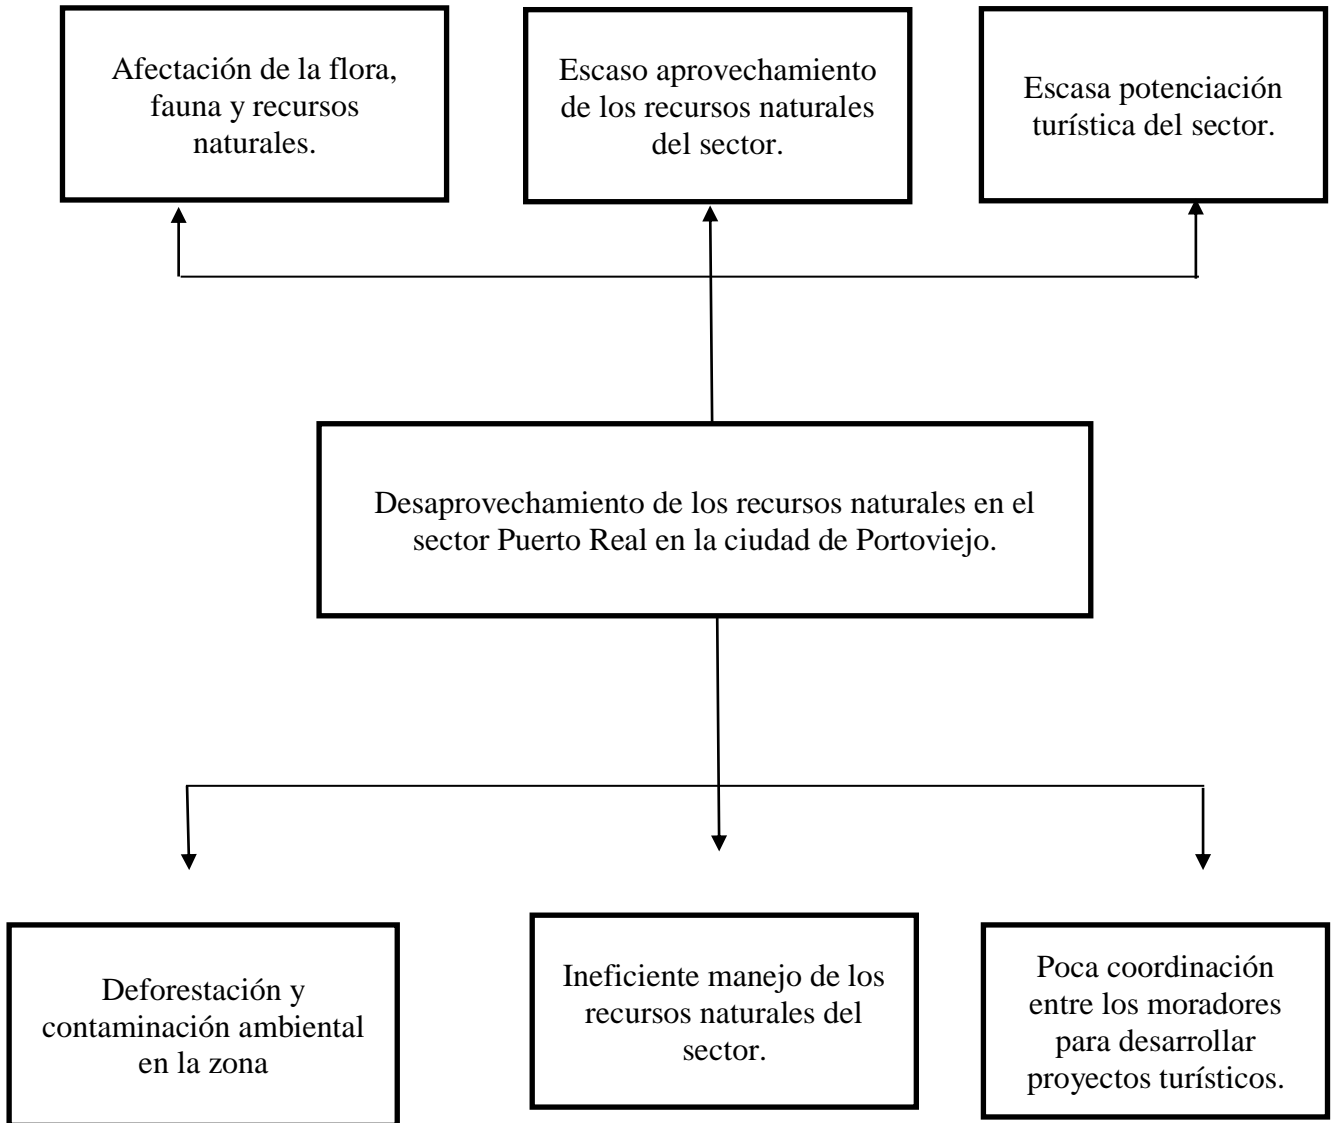 Afectación de la flora,
fauna y recursos
naturales.
Escaso aprovechamiento
de los recursos naturales
del sector.
Escasa potenciación
turística del sector.
Desaprovechamiento de los recursos naturales en el
sector Puerto Real en la ciudad de Portoviejo.
Deforestación y
contaminación ambiental
en la zona
Ineficiente manejo de los
recursos naturales del
sector.
Poca coordinación
entre los moradores
para desarrollar
proyectos turísticos.